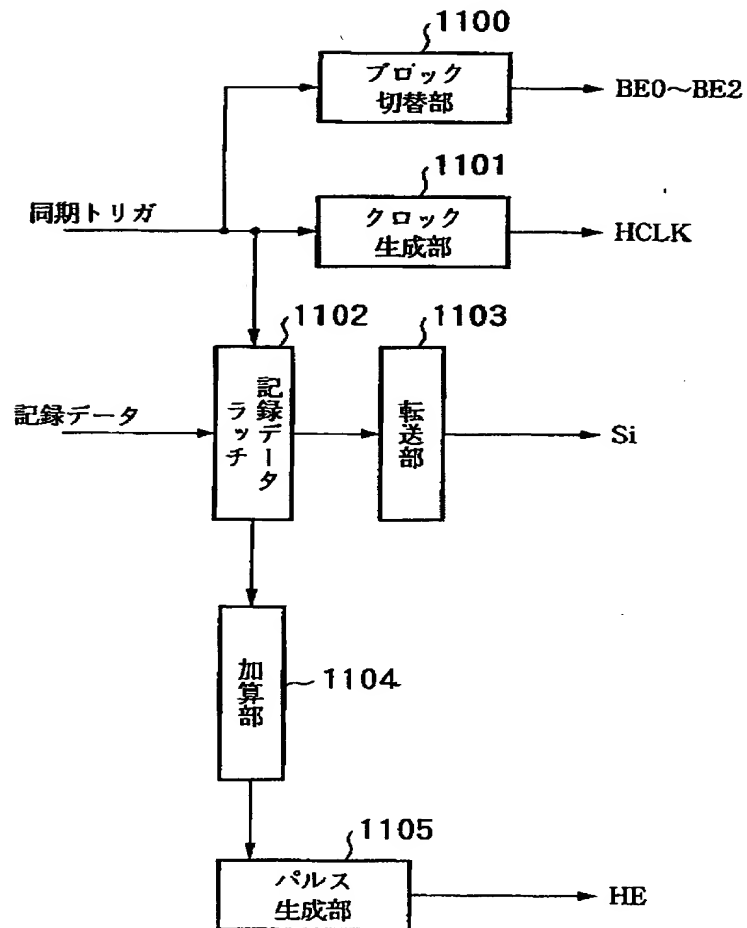 1100
ブロック
切替部
BE0～BE2
1101
同期トリガ
クロック
生成部
HCLK
1102
1103
記録データ
記録データ
ラッチ
転送部
Si
加算部
1104
1105
パルス
生成部
HE